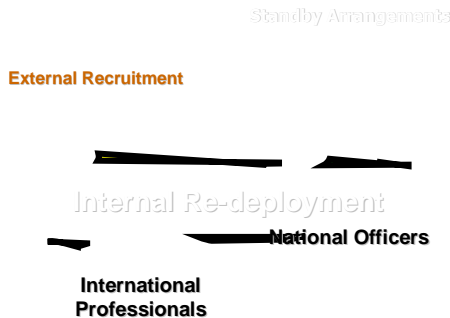 Standby Arrangements
External Recruitment
Internal Re-deployment
National Officers
International
Professionals